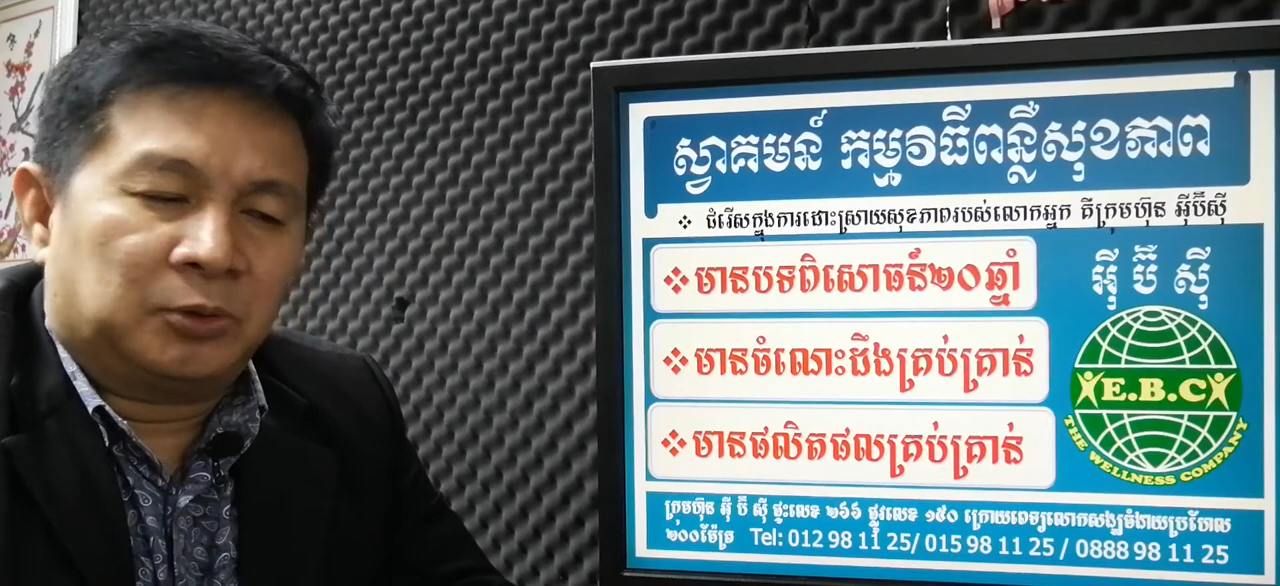 ស្វាគមន៍ កម្មវិធីពន្លឺសុខភាព
❖ ជំរើសក្នុងការដោះស្រាយសុខភាពរបស់លោកអ្នក គឺក្រុមហ៊ុន អ៊ីប៊ីស៊ី
❖មានបទពិសោធន៍២០ឆ្នាំ
❖មានចំណេះដឹងគ្រប់គ្រាន់
❖មានផលិតផលគ្រប់គ្រាន់
អ៊ី ប៊ី ស៊ី
E.B.C
THE WELLNESS COMPANY
ក្រុមហ៊ុន អ៊ី ប៊ី ស៊ី ផ្ទះលេខ ២៦៦ ផ្លូវលេខ ១៥០ ក្រោយពេទ្យលោកសង្ឃចំងាយប្រហែល
២០០ម៉ែត្រ Tel: 012 98 11 25/ 015 98 11 25 / 0888 98 11 25